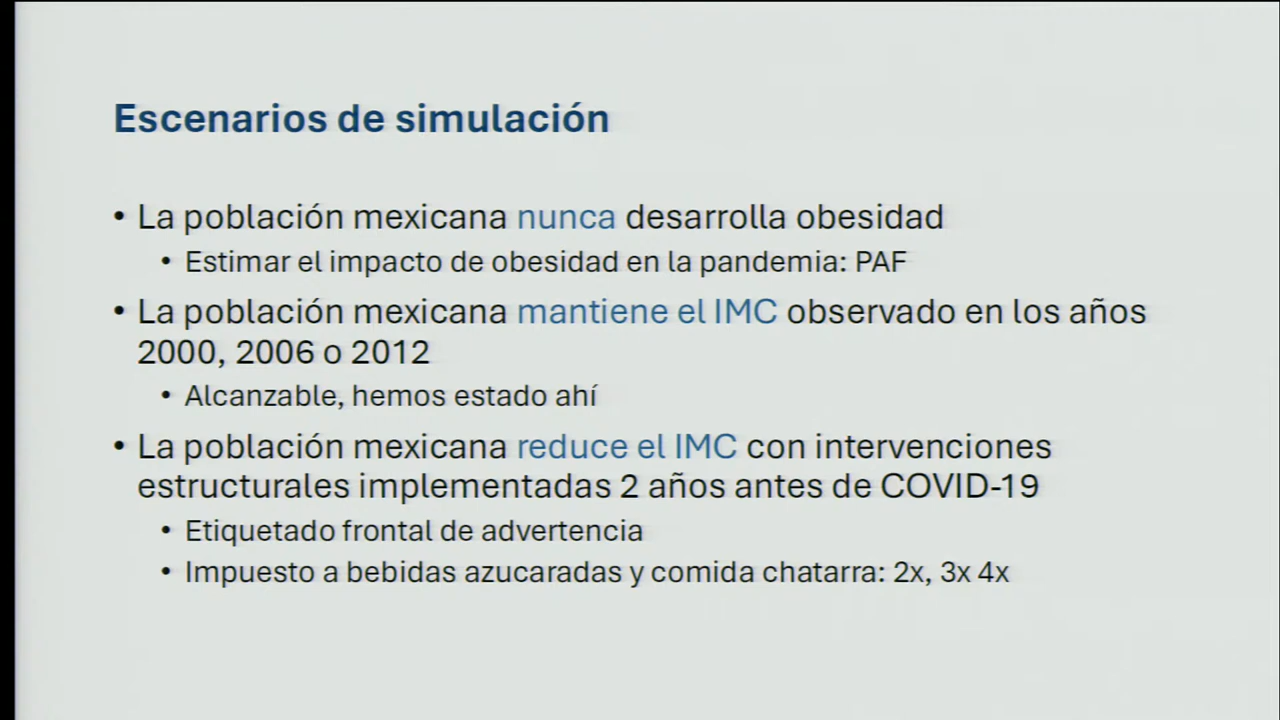 Escenarios de simulación
• La población mexicana nunca desarrolla obesidad
• Estimar el impacto de obesidad en la pandemia: PAF
• La población mexicana mantiene el IMC observado en los años
2000, 2006 o 2012
• Alcanzable, hemos estado ahí
• La población mexicana reduce el IMC con intervenciones
estructurales implementadas 2 años antes de COVID-19
• Etiquetado frontal de advertencia
• Impuesto a bebidas azucaradas y comida chatarra: 2x, 3x 4x